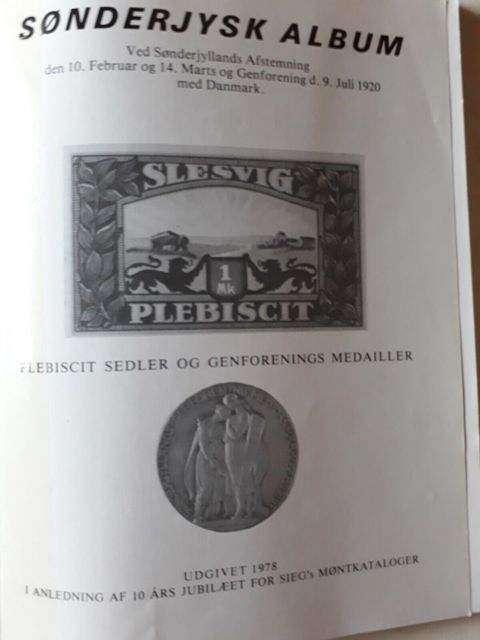 SØNDERJYSK ALBUM
Ved Sønderjyllands Afstemning
den 10. Februar og 14. Marts og Genforening d. 9. Juli 1920
med Danmark.
SLESVIG
1
Mk
PLEBISCIT
PLEBISCIT SEDLER OG GENFORENINGS MEDAILLER
UDGIVET 1978
I ANLEDNING AF 10 ÅRS JUBILÆET FOR SIEG's MØNTKATALOGER